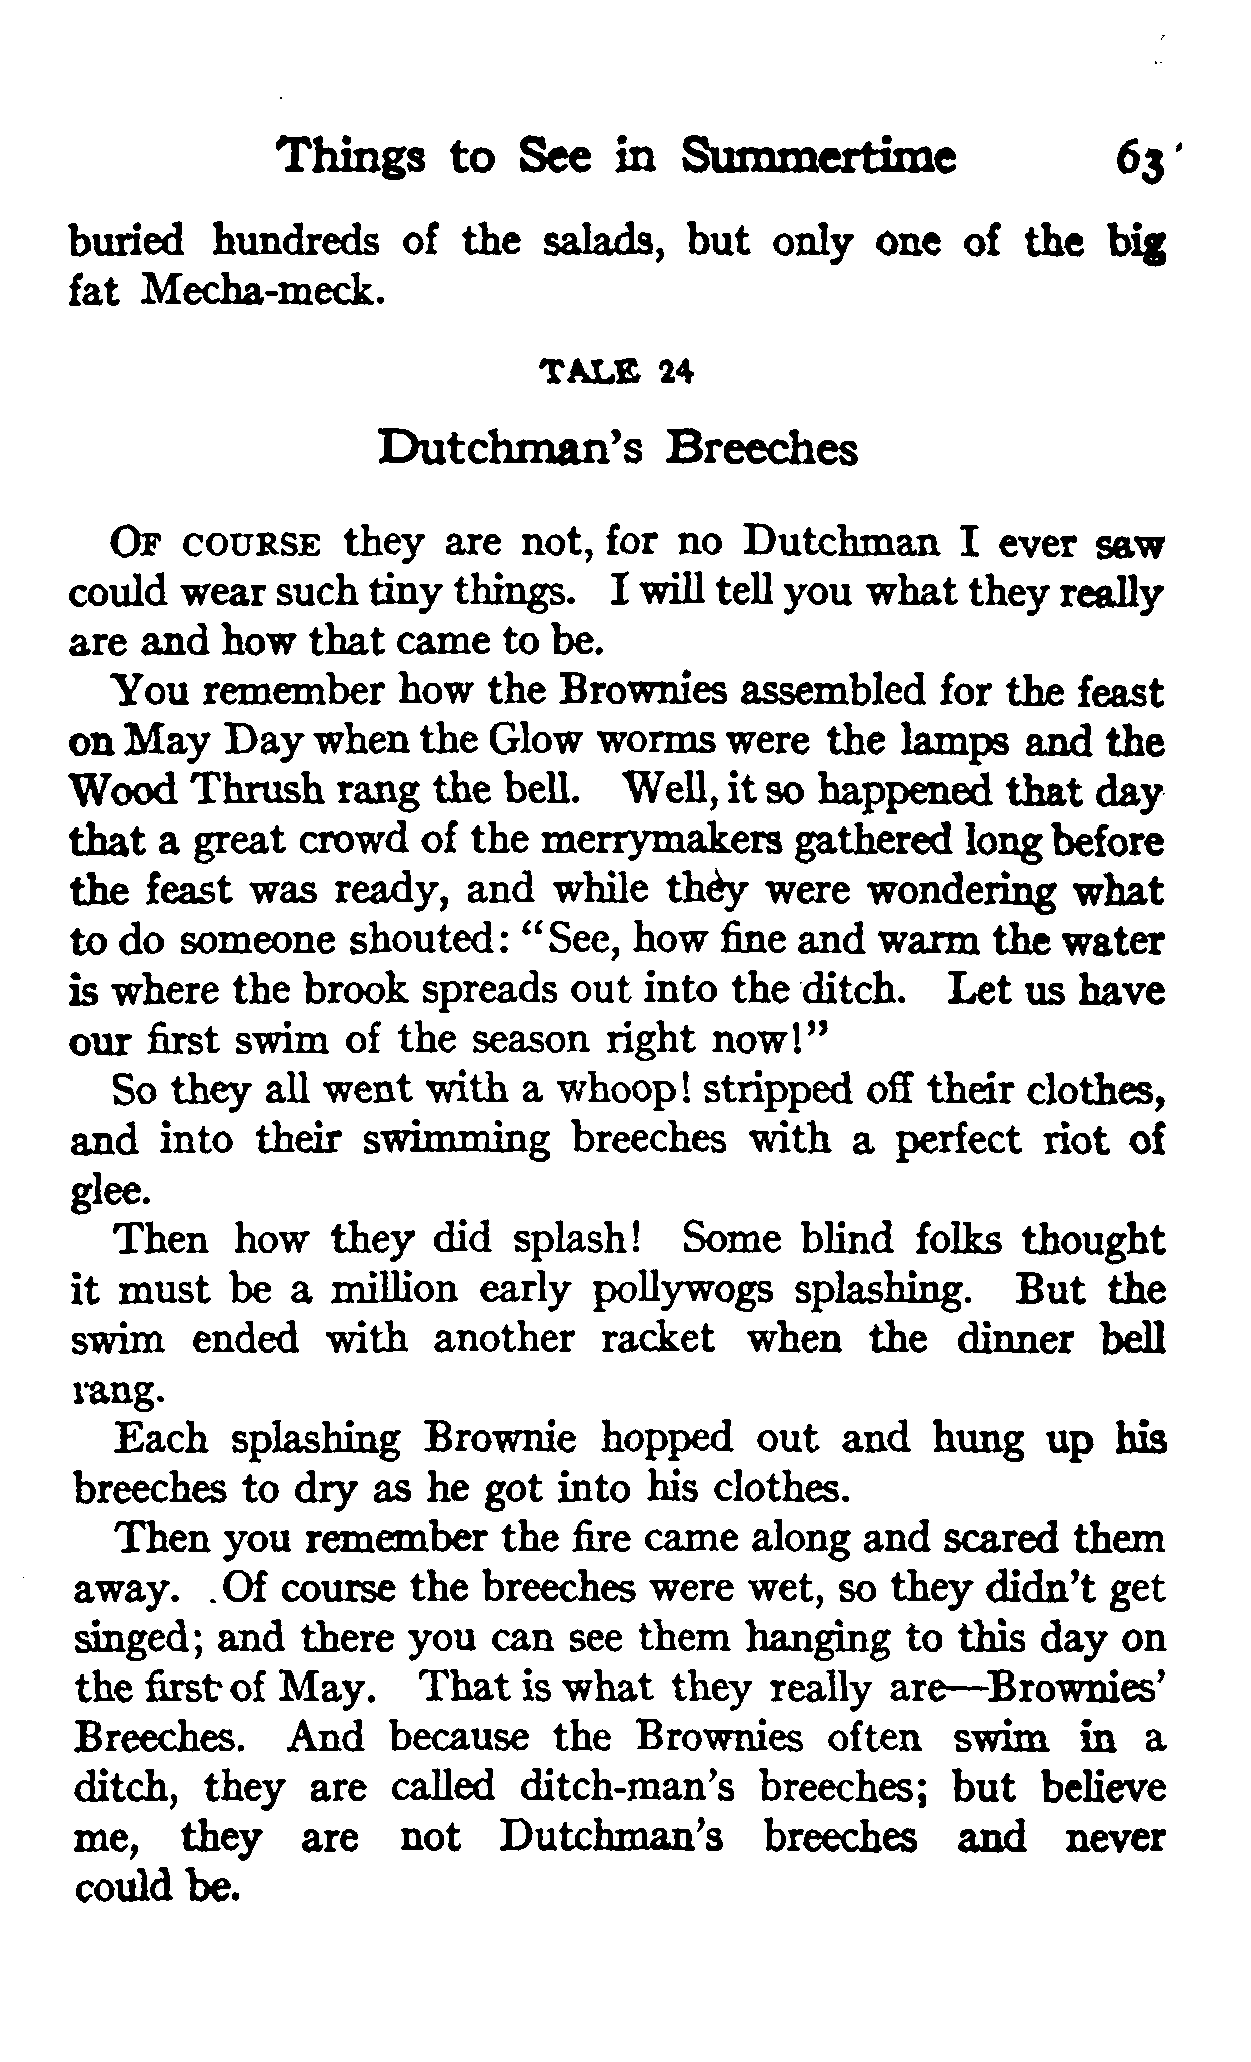 Things to See in Summertime 63
buried hundreds of the salads, but only one of the big
fat Mecha-meck.
TALE 24
Dutchman's Breeches
OF COURSE they are not, for no Dutchman I ever saw
could wear such tiny things. I will tell you what they really
are and how that came to be.
You remember how the Brownies assembled for the feast
on May Day when the Glow worms were the lamps and the
Wood Thrush rang the bell. Well, it so happened that day
that a great crowd of the merrymakers gathered long before
the feast was ready, and while they were wondering what
to do someone shouted: "See, how fine and warm the water
is where the brook spreads out into the ditch. Let us have
our first swim of the season right now!"
So they all went with a whoop! stripped off their clothes,
and into their swimming breeches with a perfect riot of
glee.
Then how they did splash! Some blind folks thought
it must be a million early pollywogs splashing. But the
swim ended with another racket when the dinner bell
rang.
Each splashing Brownie hopped out and hung up his
breeches to dry as he got into his clothes.
Then you remember the fire came along and scared them
away. Of course the breeches were wet, so they didn't get
singed; and there you can see them hanging to this day on
the first of May. That is what they really are—Brownies'
Breeches. And because the Brownies often swim in a
ditch, they are called ditch-man's breeches; but believe
me, they are not Dutchman's breeches and never
could be.